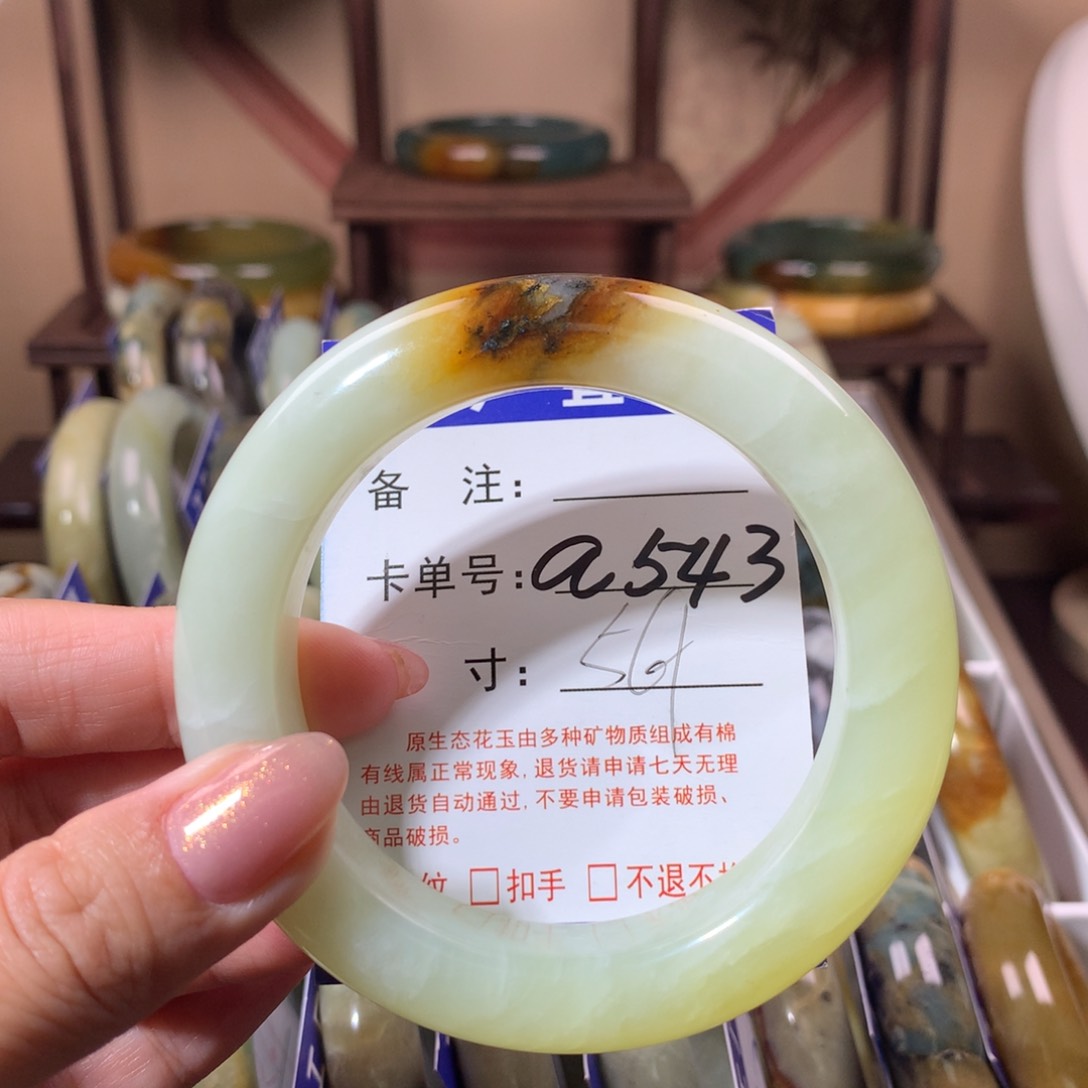 备 注:
卡单号:a543
寸:
原生态花玉由多种矿物质组成有棉
有线属正常现象,退货请申请七天无理
由退货自动通过,不要申请包装破损、
商品破损。
纹 □扣手 □不退不